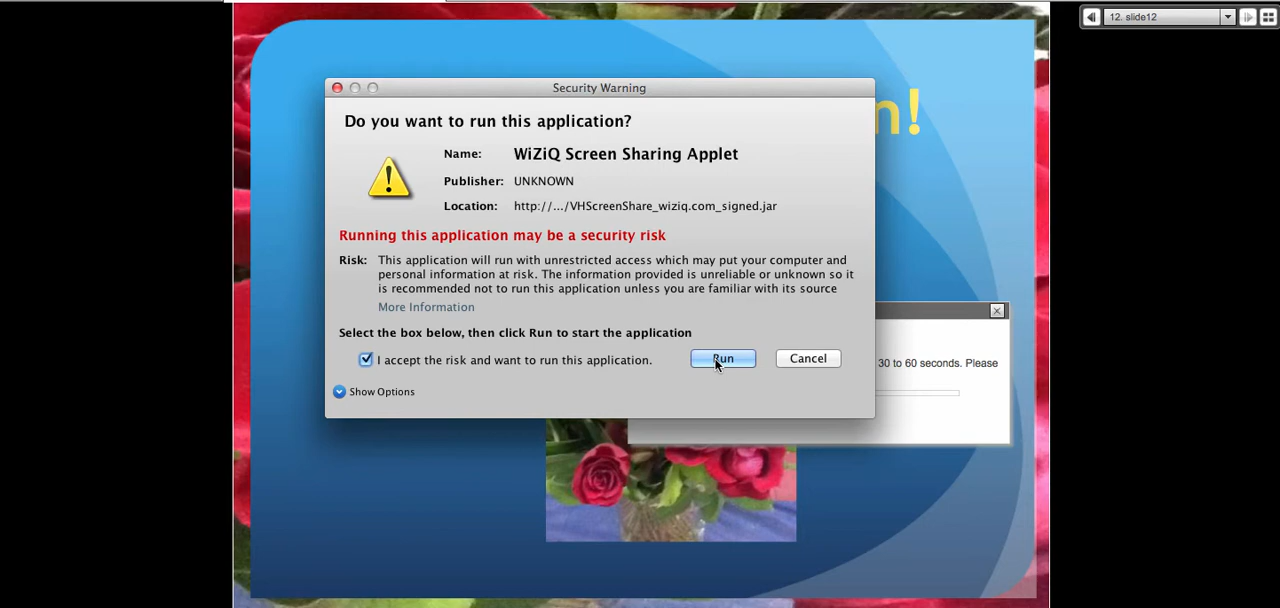 12. slide12
n!
Security Warning
Do you want to run this application?
Name: WiZiQ Screen Sharing Applet
Publisher: UNKNOWN
Location: http://.../VHScreenShare_wiziq.com_signed.jar
Running this application may be a security risk
Risk: This application will run with unrestricted access which may put your computer and
personal information at risk. The information provided is unreliable or unknown so it
is recommended not to run this application unless you are familiar with its source
More Information
Select the box below, then click Run to start the application
I accept the risk and want to run this application. Run Cancel
30 to 60 seconds. Please
Show Options